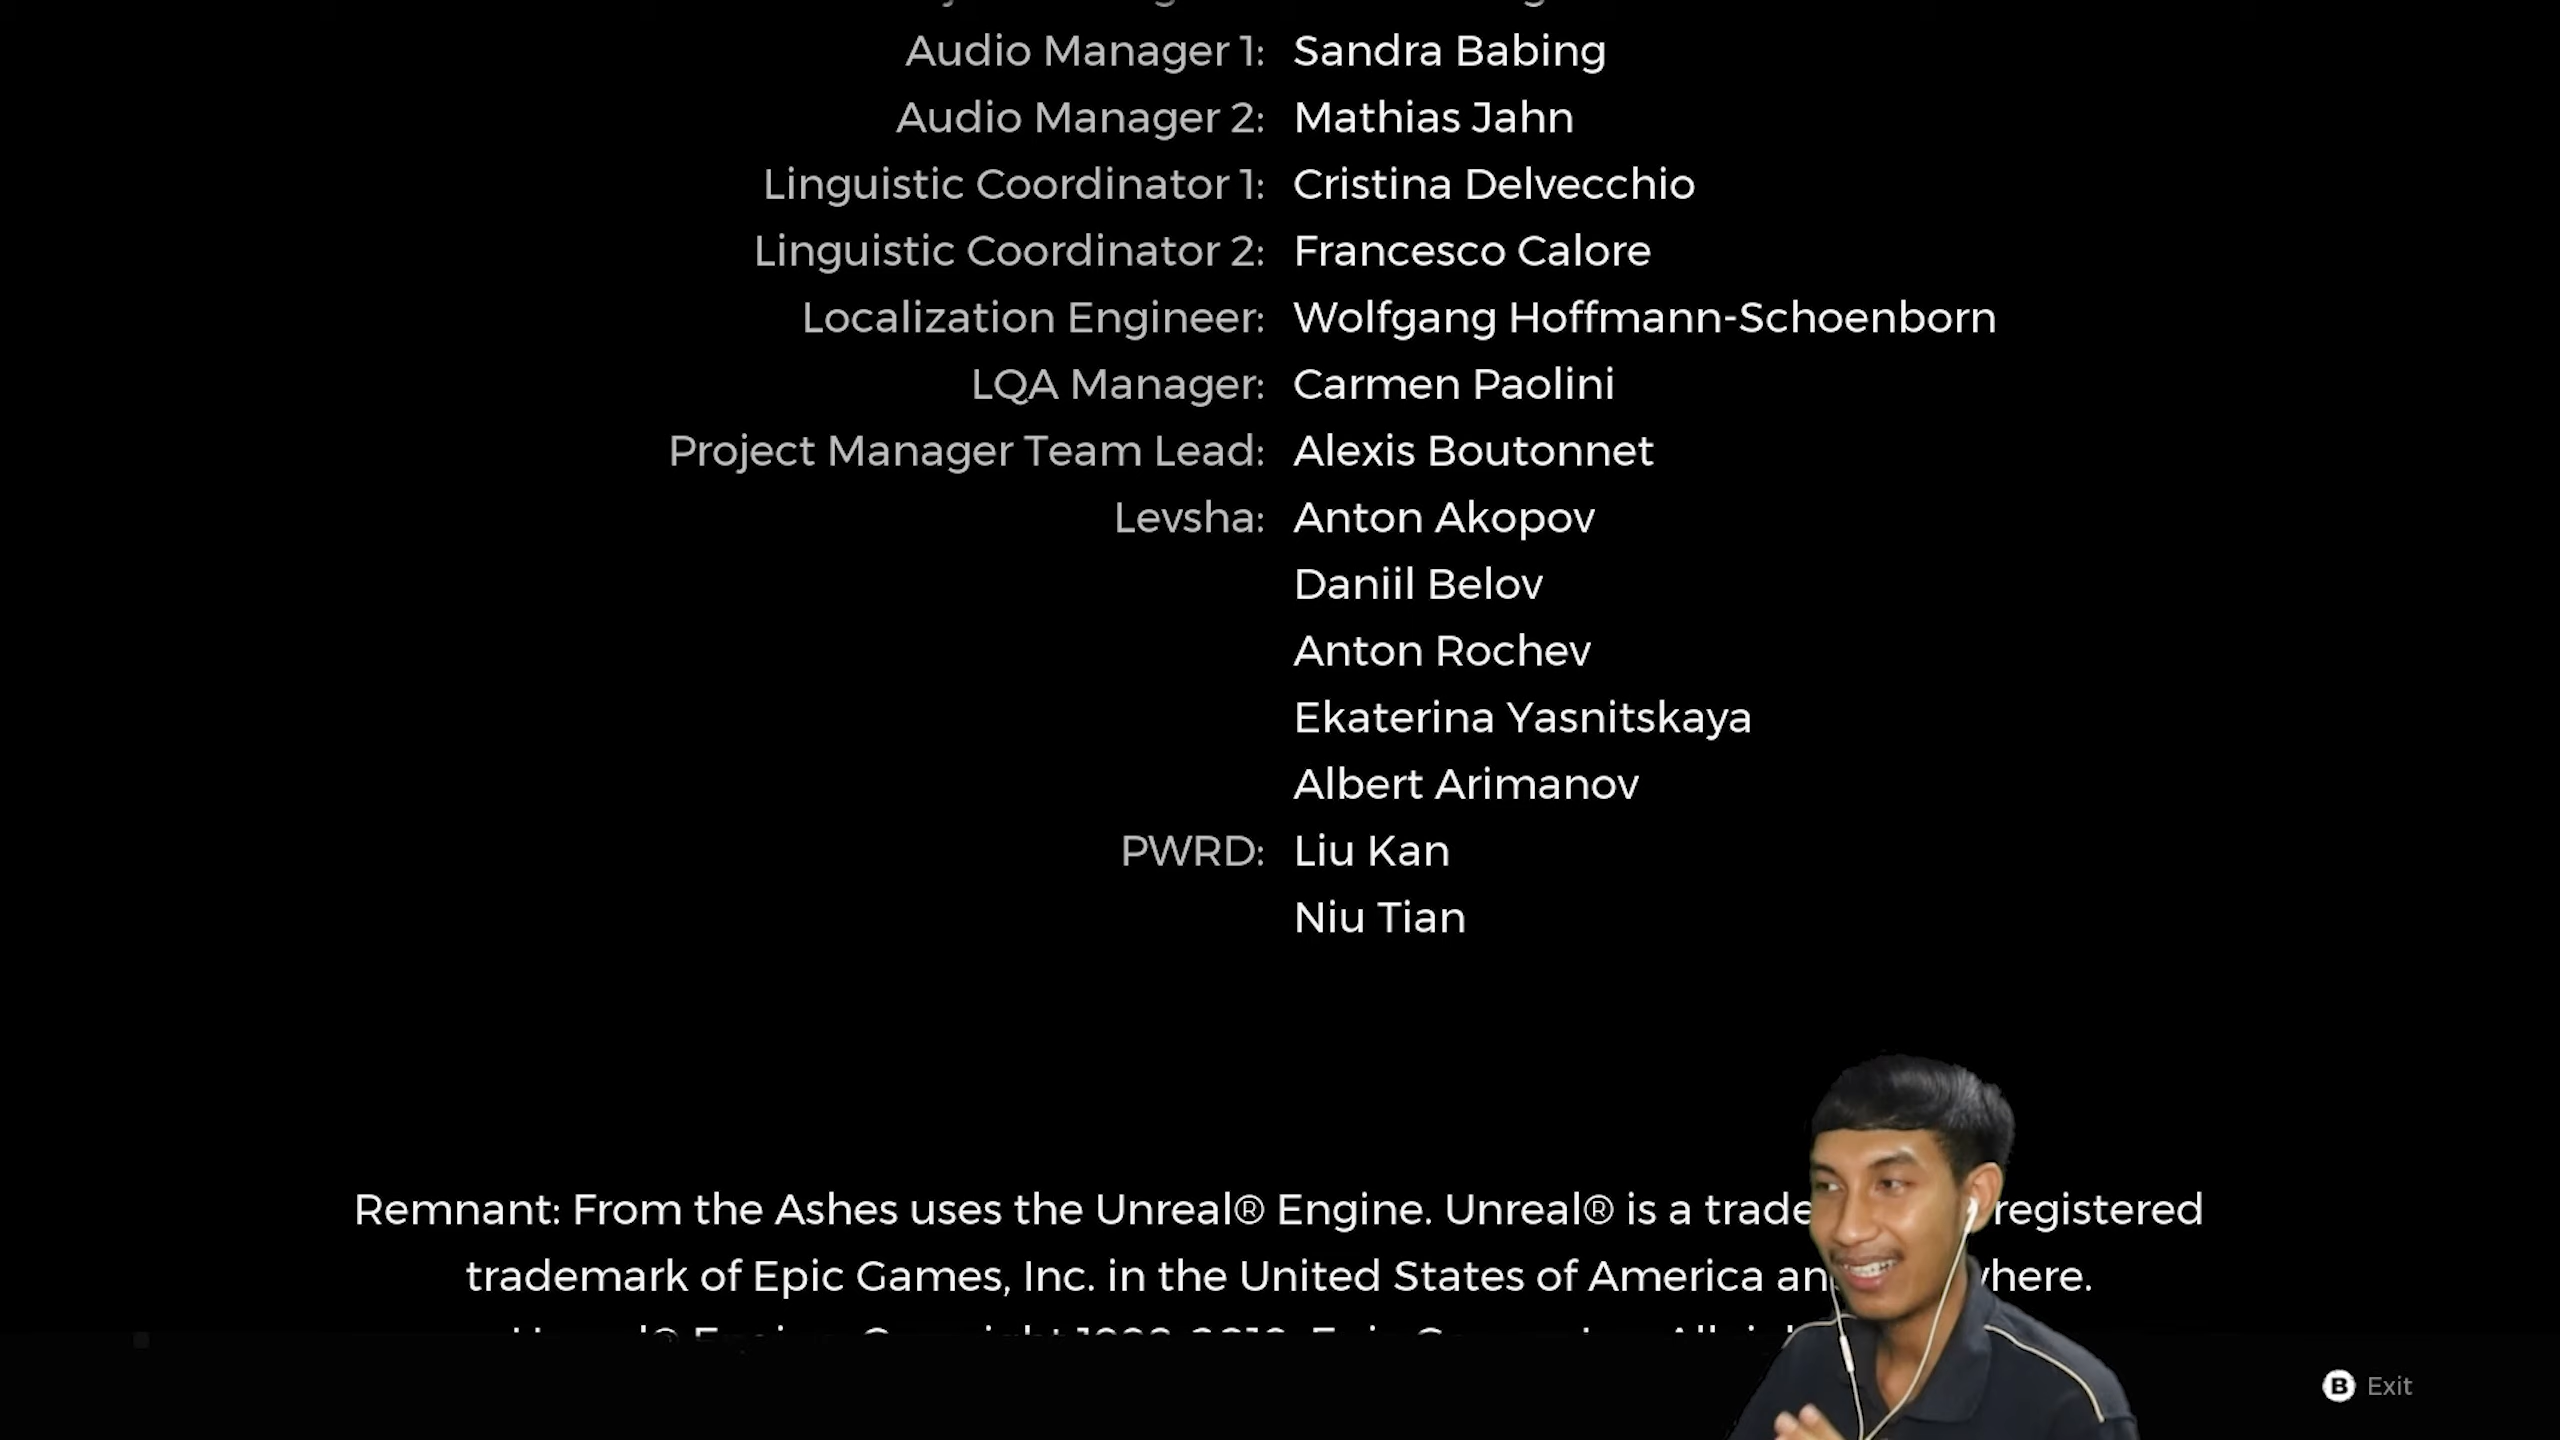 Audio Manager 1: Sandra Babing
Audio Manager 2: Mathias Jahn
Linguistic Coordinator 1: Cristina Delvecchio
Linguistic Coordinator 2: Francesco Calore
Localization Engineer: Wolfgang Hoffmann-Schoenborn
LQA Manager: Carmen Paolini
Project Manager Team Lead: Alexis Boutonnet
Levsha: Anton Akopov
Daniil Belov
Anton Rochev
Ekaterina Yasnitskaya
Albert Arimanov
PWRD: Liu Kan
Niu Tian
Remnant: From the Ashes uses the Unreal® Engine. Unreal® is a registered
trademark of Epic Games, Inc. in the United States of America
B Exit